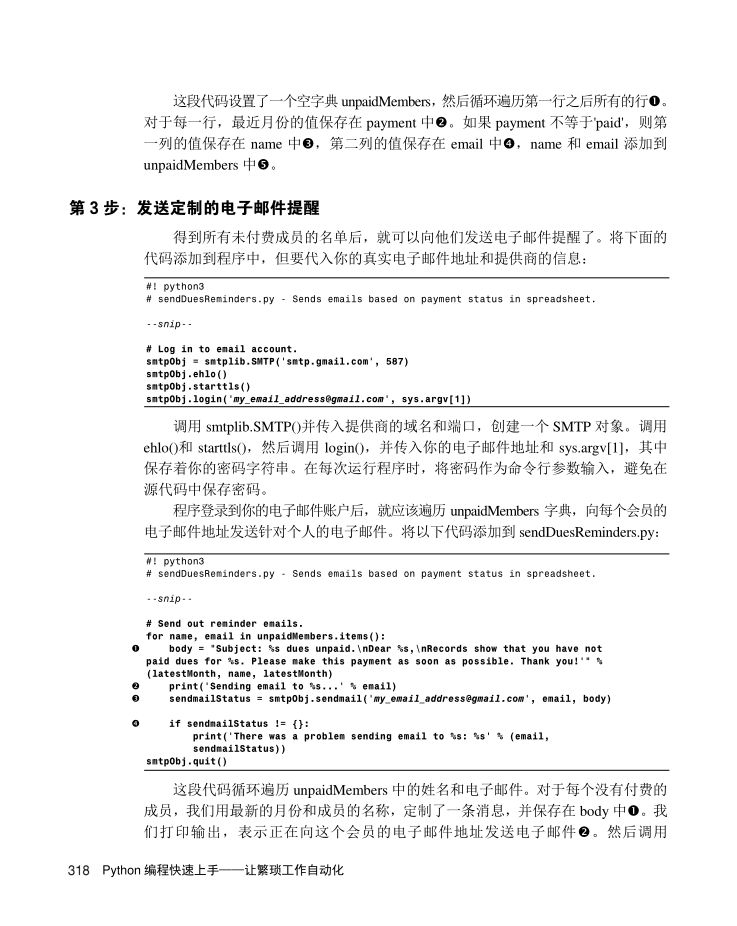 这段代码设置了一个空字典 unpaidMembers，然后循环遍历第一行之后所有的行❶。
对于每一行，最近月份的值保存在 payment 中❷。如果 payment 不等于'paid'，则第
一列的值保存在 name 中❸，第二列的值保存在 email 中❹，name 和 email 添加到
unpaidMembers 中❺。
第 3 步：发送定制的电子邮件提醒
得到所有未付费成员的名单后，就可以向他们发送电子邮件提醒了。将下面的
代码添加到程序中，但要代入你的真实电子邮件地址和提供商的信息：
#! python3
# sendDuesReminders.py - Sends emails based on payment status in spreadsheet.
--snip--
# Log in to email account.
smtpObj = smtplib.SMTP('smtp.gmail.com', 587)
smtpObj.ehlo()
smtpObj.starttls()
smtpObj.login('my_email_address@gmail.com', sys.argv[1])
调用 smtplib.SMTP()并传入提供商的域名和端口，创建一个 SMTP 对象。调用
ehlo()和 starttls()，然后调用 login()，并传入你的电子邮件地址和 sys.argv[1]，其中
保存着你的密码字符串。在每次运行程序时，将密码作为命令行参数输入，避免在
源代码中保存密码。
程序登录到你的电子邮件账户后，就应该遍历 unpaidMembers 字典，向每个会员的
电子邮件地址发送针对个人的电子邮件。将以下代码添加到 sendDuesReminders.py：
#! python3
# sendDuesReminders.py - Sends emails based on payment status in spreadsheet.
--snip--
# Send out reminder emails.
for name, email in unpaidMembers.items():
❶ body = "Subject: %s dues unpaid.\nDear %s,\nRecords show that you have not
paid dues for %s. Please make this payment as soon as possible. Thank you!'" %
(latestMonth, name, latestMonth)
❷ print('Sending email to %s...' % email)
❸ sendmailStatus = smtpObj.sendmail('my_email_address@gmail.com', email, body)
❹ if sendmailStatus != {}:
print('There was a problem sending email to %s: %s' % (email,
sendmailStatus))
smtpObj.quit()
这段代码循环遍历 unpaidMembers 中的姓名和电子邮件。对于每个没有付费的
成员，我们用最新的月份和成员的名称，定制了一条消息，并保存在 body 中❶。我
们打印输出，表示正在向这个会员的电子邮件地址发送电子邮件❷。然后调用
318 Python 编程快速上手——让繁琐工作自动化